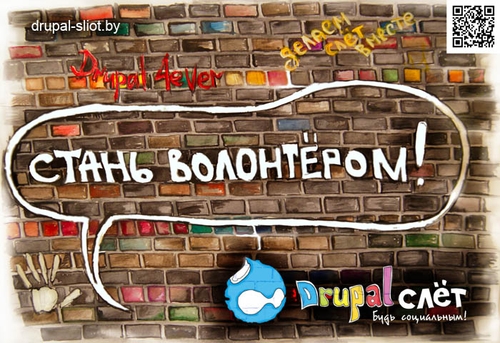 drupal-sliot.by
Drupal 4ever
ДЕЛАЕМ
СЛЁТ
ВМЕСТЕ
СТАНЬ ВОЛОНТЁРОМ!
Drupal СЛЁТ
Будь социальным!